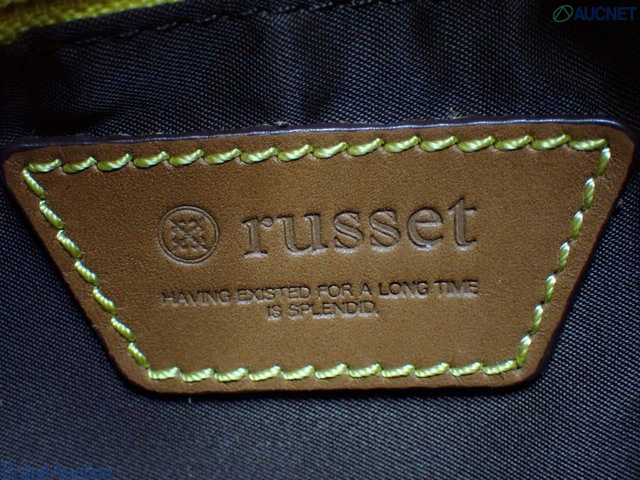 AUCNET
russet
HAVING EXISTED FOR A LONG TIME
IS SPLENDID.